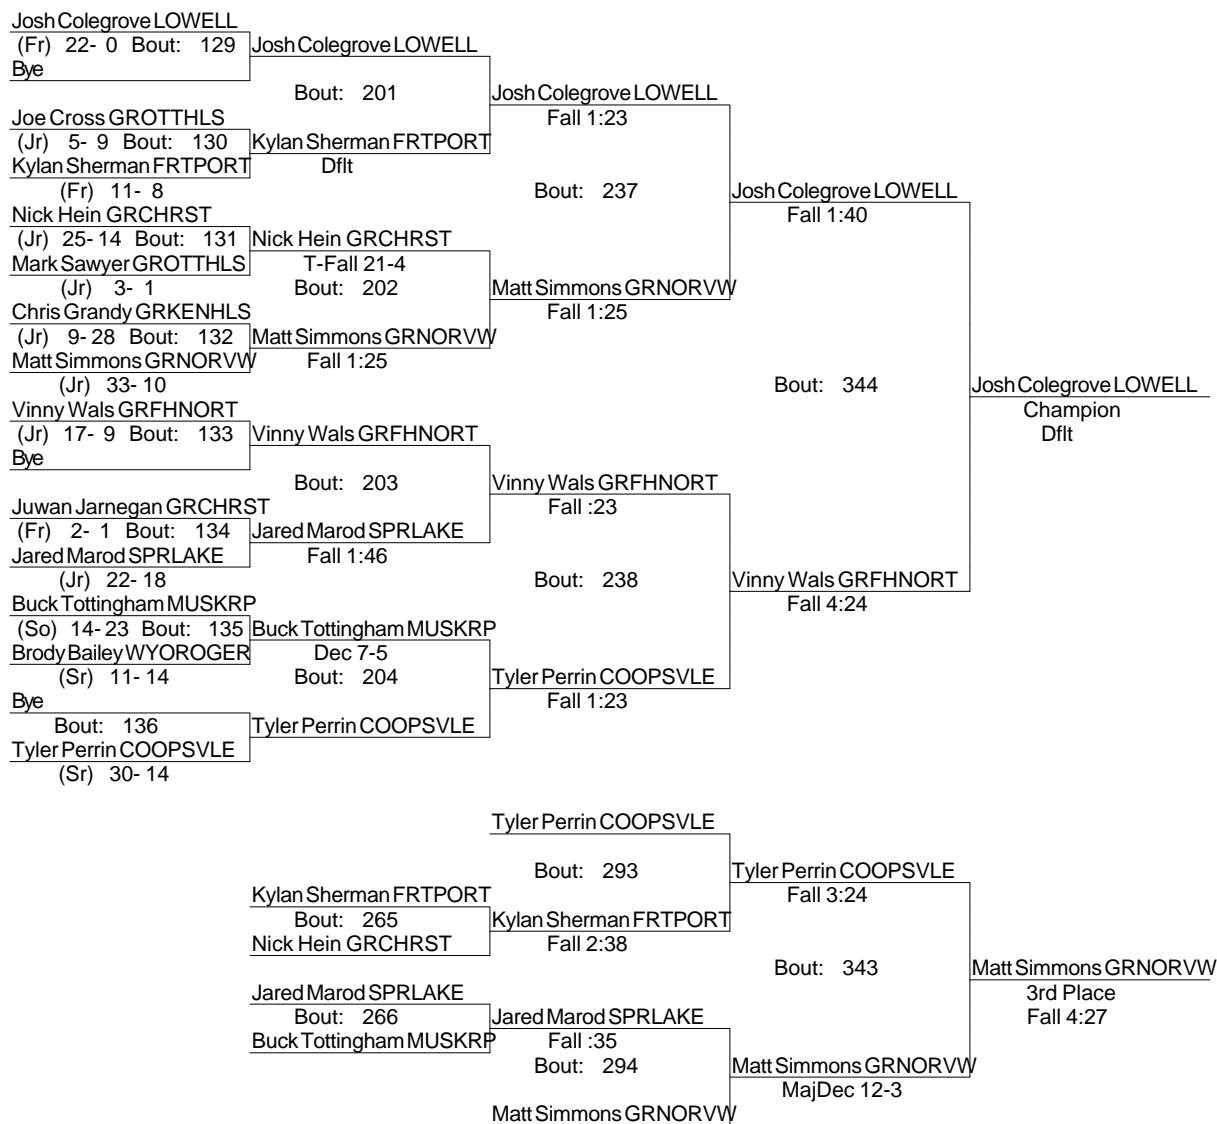 Josh Colegrove LOWELL
(Fr) 22- 0 Bout: 129 Josh Colegrove LOWELL
Bye
Bout: 201 Josh Colegrove LOWELL
Joe Cross GROTTHLS Fall 1:23
(Jr) 5- 9 Bout: 130 Kylan Sherman FRTPORT
Kylan Sherman FRTPORT Dflt
(Fr) 11- 8 Bout: 237 Josh Colegrove LOWELL
Nick Hein GRCHRST Fall 1:40
(Jr) 25- 14 Bout: 131 Nick Hein GRCHRST
Mark Sawyer GROTTHLS T-Fall 21-4
(Jr) 3- 1 Bout: 202 Matt Simmons GRNORVW
Chris Grandy GRKENHLS Fall 1:25
(Jr) 9- 28 Bout: 132 Matt Simmons GRNORVW
Matt Simmons GRNORVW Fall 1:25
(Jr) 33- 10 Bout: 344 Josh Colegrove LOWELL
Vinny Wals GRFHNORT Champion
(Jr) 17- 9 Bout: 133 Vinny Wals GRFHNORT Dflt
Bye
Bout: 203 Vinny Wals GRFHNORT
Juwan Jarnegan GRCHRST Fall :23
(Fr) 2- 1 Bout: 134 Jared Marod SPRLAKE
Jared Marod SPRLAKE Fall 1:46
(Jr) 22- 18 Bout: 238 Vinny Wals GRFHNORT
Buck Tottingham MUSKRP Fall 4:24
(So) 14- 23 Bout: 135 Buck Tottingham MUSKRP
Brody Bailey WYOROGER Dec 7-5
(Sr) 11- 14 Bout: 204 Tyler Perrin COOPSVLE
Bye Fall 1:23
Bout: 136 Tyler Perrin COOPSVLE
Tyler Perrin COOPSVLE
(Sr) 30- 14
Tyler Perrin COOPSVLE
Bout: 293 Tyler Perrin COOPSVLE
Kylan Sherman FRTPORT Fall 3:24
Bout: 265 Kylan Sherman FRTPORT
Nick Hein GRCHRST Fall 2:38
Bout: 343 Matt Simmons GRNORVW
Jared Marod SPRLAKE 3rd Place
Bout: 266 Jared Marod SPRLAKE Fall 4:27
Buck Tottingham MUSKRP Fall :35
Bout: 294 Matt Simmons GRNORVW
MajDec 12-3
Matt Simmons GRNORVW